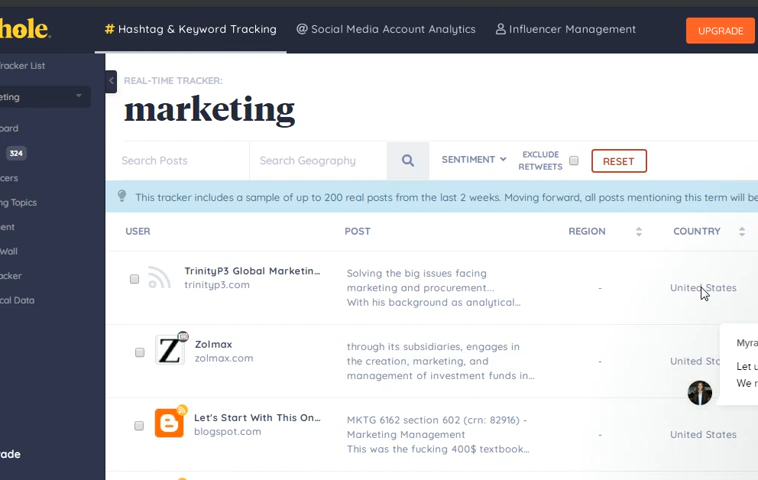 hole.
# Hashtag & Keyword Tracking
@ Social Media Account Analytics
Influencer Management
UPGRADE
racker List
eting
oard
324
cers
ng Topics
ent
Wall
acker
cal Data
ade
REAL-TIME TRACKER:
marketing
Search Posts
Search Geography
SENTIMENT
EXCLUDE
RETWEETS
RESET
This tracker includes a sample of up to 200 real posts from the last 2 weeks. Moving forward, all posts mentioning this term will be
USER
POST
REGION
COUNTRY
TrinityP3 Global Marketin...
trinityp3.com
Solving the big issues facing
marketing and procurement...
With his background as analytical...
-
United States
Z
Zolmax
zolmax.com
through its subsidiaries, engages in
the creation, marketing, and
management of investment funds in...
-
United Sta
Myra
Let u
We r
Let's Start With This On...
blogspot.com
MKTG 6162 section 602 (crn: 82916) -
Marketing Management
This was the fucking 400$ textbook...
-
United States